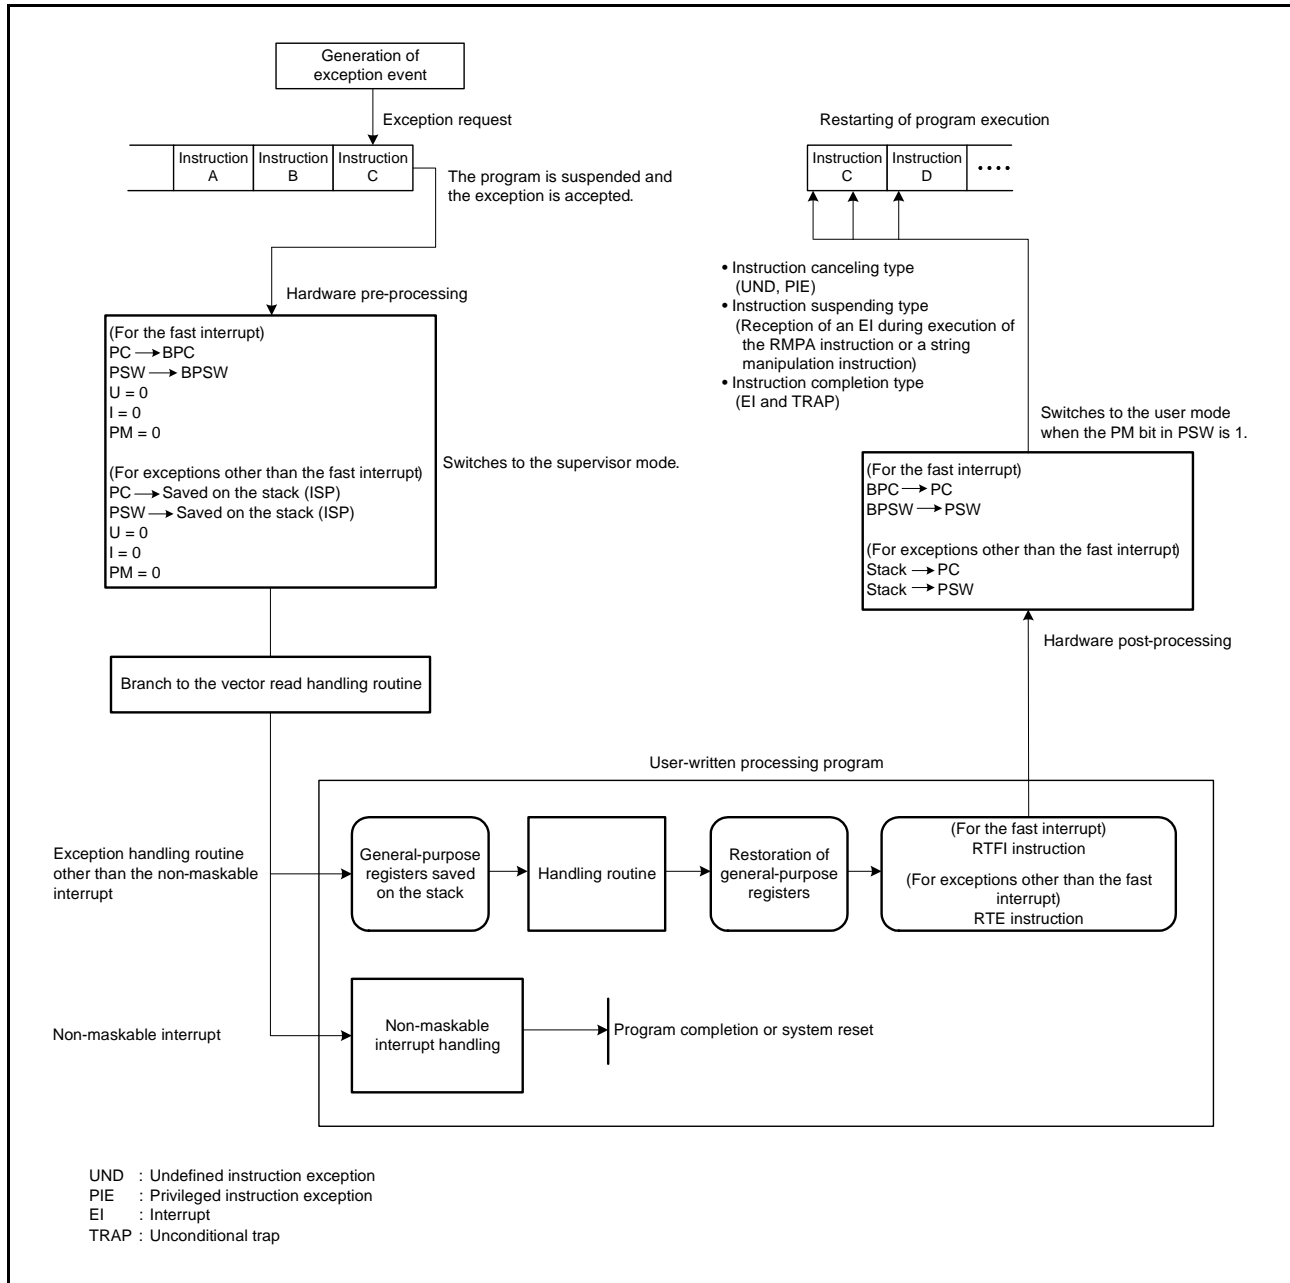 Generation of
exception event
Exception request
Instruction
A
Instruction
B
Instruction
C
The program is suspended and
the exception is accepted.
Restarting of program execution
Instruction
C
Instruction
D
• • • •
• Instruction canceling type
(UND, PIE)
• Instruction suspending type
(Reception of an EI during execution of
the RMPA instruction or a string
manipulation instruction)
• Instruction completion type
(EI and TRAP)
Hardware pre-processing
(For the fast interrupt)
PC → BPC
PSW → BPSW
U = 0
I = 0
PM = 0
(For exceptions other than the fast interrupt)
PC → Saved on the stack (ISP)
PSW → Saved on the stack (ISP)
U = 0
I = 0
PM = 0
Switches to the supervisor mode.
Switches to the user mode
when the PM bit in PSW is 1.
(For the fast interrupt)
BPC → PC
BPSW → PSW
(For exceptions other than the fast interrupt)
Stack → PC
Stack → PSW
Hardware post-processing
Branch to the vector read handling routine
User-written processing program
Exception handling routine
other than the non-maskable
interrupt
General-purpose
registers saved
on the stack
Handling routine
Restoration of
general-purpose
registers
(For the fast interrupt)
RTFI instruction
(For exceptions other than the fast
interrupt)
RTE instruction
Non-maskable interrupt
Non-maskable
interrupt handling
Program completion or system reset
UND : Undefined instruction exception
PIE : Privileged instruction exception
EI : Interrupt
TRAP : Unconditional trap